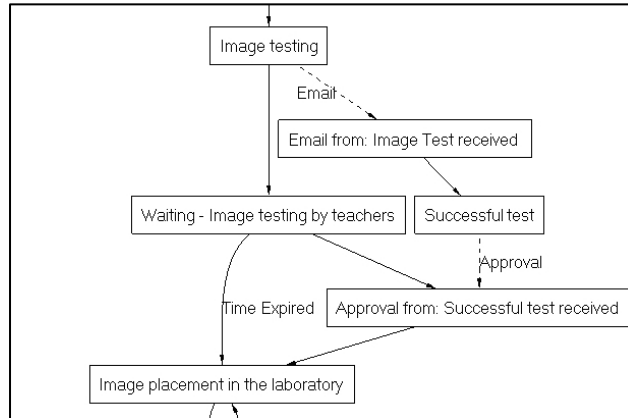 Image testing
Email
Email from: Image Test received
Waiting - Image testing by teachers
Successful test
Approval
Time Expired
Approval from: Successful test received
Image placement in the laboratory